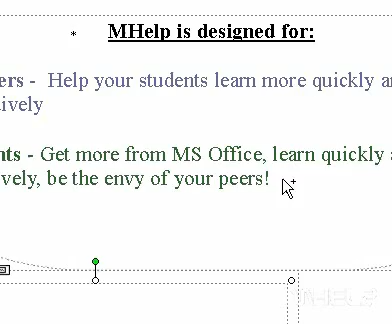 * MHelp is designed for:
ers - Help your students learn more quickly a
ively
nts - Get more from MS Office, learn quickly
vely, be the envy of your peers!